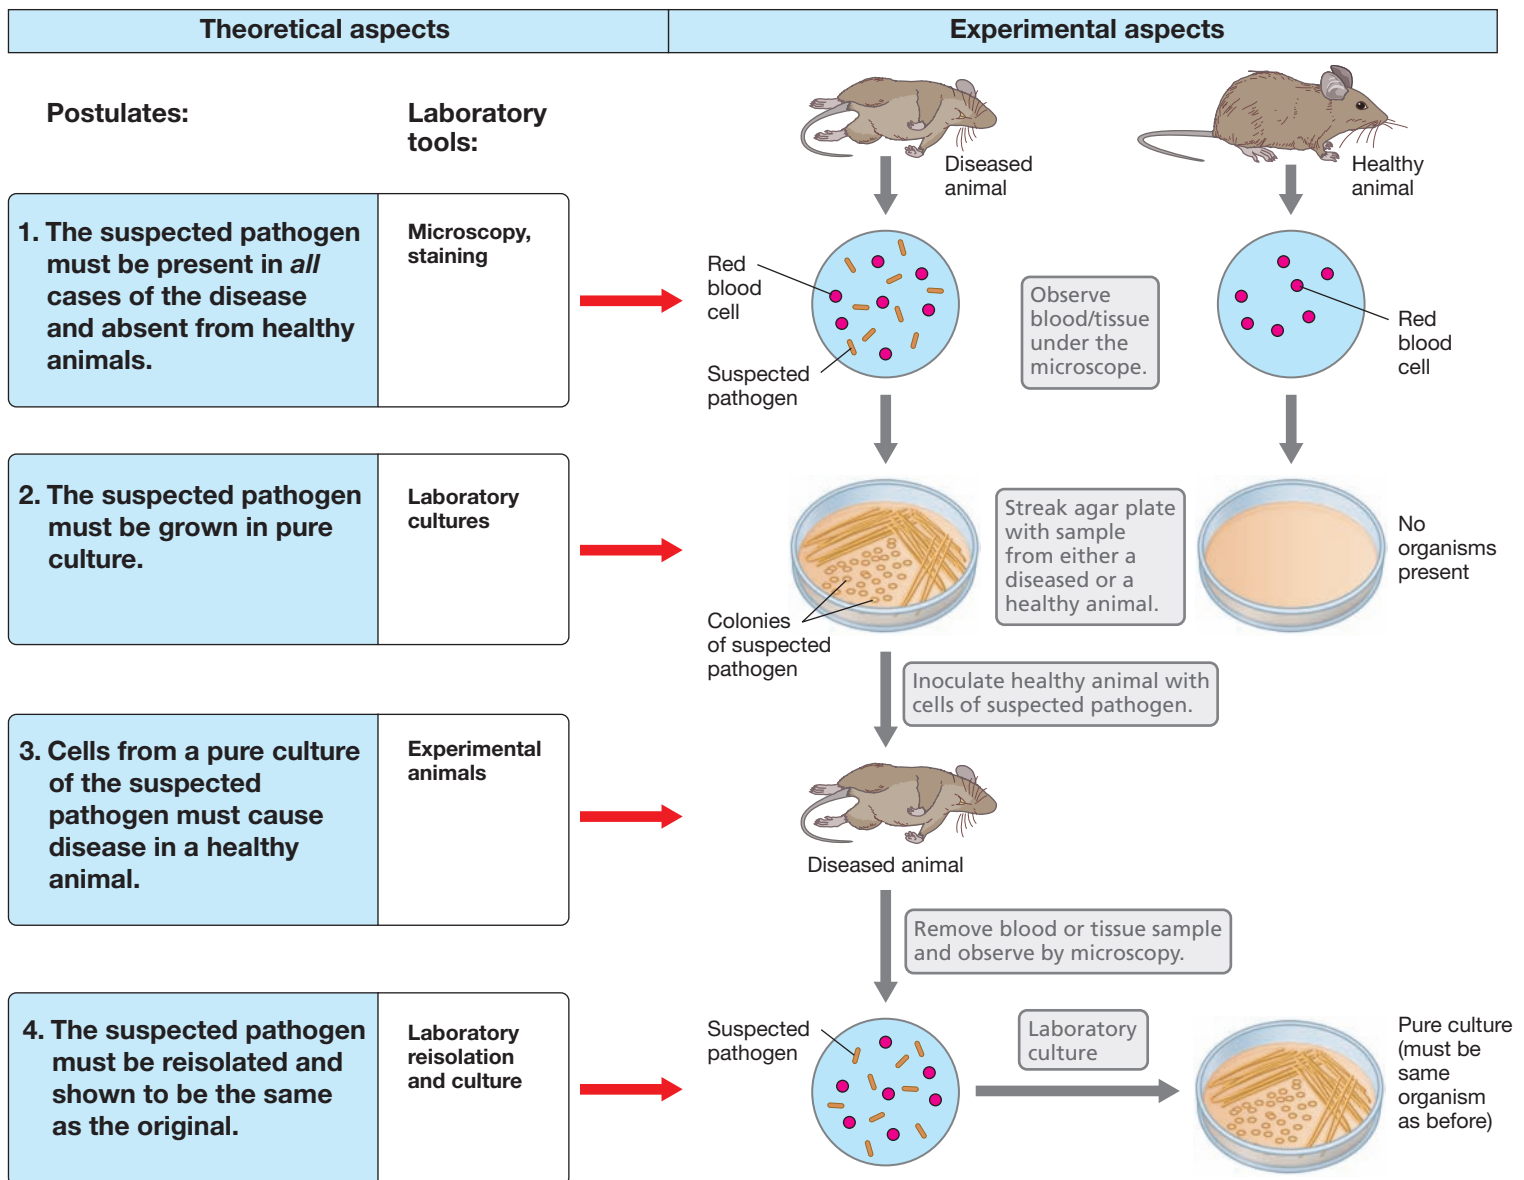 Theoretical aspects
Experimental aspects
Postulates:
Laboratory
tools:
Diseased
animal
Healthy
animal
1. The suspected pathogen
must be present in all
cases of the disease
and absent from healthy
animals.
Microscopy,
staining
Red
blood
cell
Suspected
pathogen
Observe
blood/tissue
under the
microscope.
Red
blood
cell
2. The suspected pathogen
must be grown in pure
culture.
Laboratory
cultures
Colonies
of suspected
pathogen
Streak agar plate
with sample
from either a
diseased or a
healthy animal.
No
organisms
present
Inoculate healthy animal with
cells of suspected pathogen.
3. Cells from a pure culture
of the suspected
pathogen must cause
disease in a healthy
animal.
Experimental
animals
Diseased animal
Remove blood or tissue sample
and observe by microscopy.
4. The suspected pathogen
must be reisolated and
shown to be the same
as the original.
Laboratory
reisolation
and culture
Suspected
pathogen
Laboratory
culture
Pure culture
(must be
same
organism
as before)